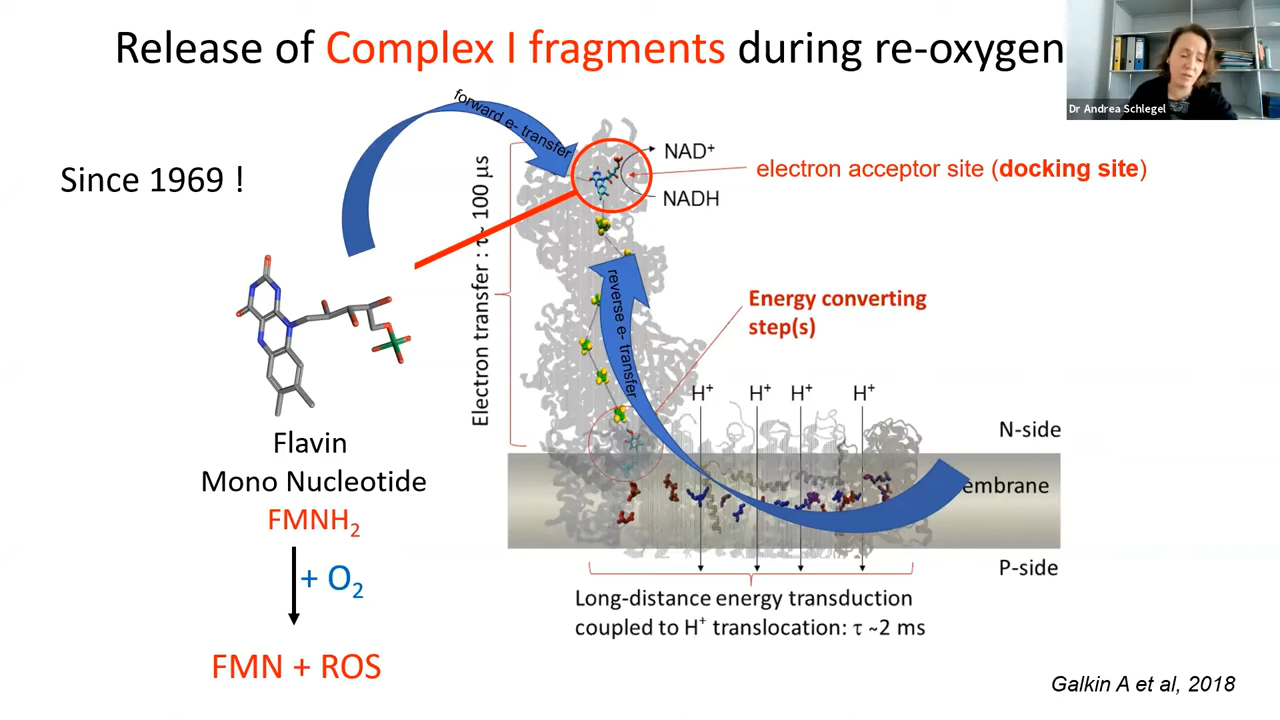 Release of Complex I fragments during re-oxygen
Dr Andrea Schlegel
Since 1969 !
forward e- transfer
NAD⁺
NADH
electron acceptor site (docking site)
Electron transfer : τ ~ 100 µs
reverse e- transfer
Energy converting
step(s)
H⁺ H⁺ H⁺ H⁺
N-side
embrane
P-side
Flavin
Mono Nucleotide
FMNH₂
+ O₂
FMN + ROS
Long-distance energy transduction
coupled to H⁺ translocation: τ ~2 ms
Galkin A et al, 2018